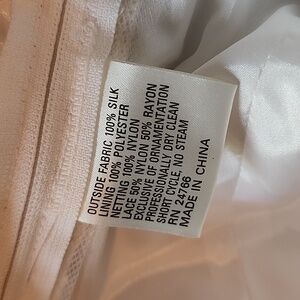 OUTSIDE FABRIC 100% SILK
LINING 100% POLYESTER
NETTING 100% NYLON
LACE 50% NYLON 50% RAYON
EXCLUSIVE OF ORNAMENTATION
PROFESSIONALLY DRY CLEAN
SHORT CYCLE, NO STEAM
RN 24766
MADE IN CHINA